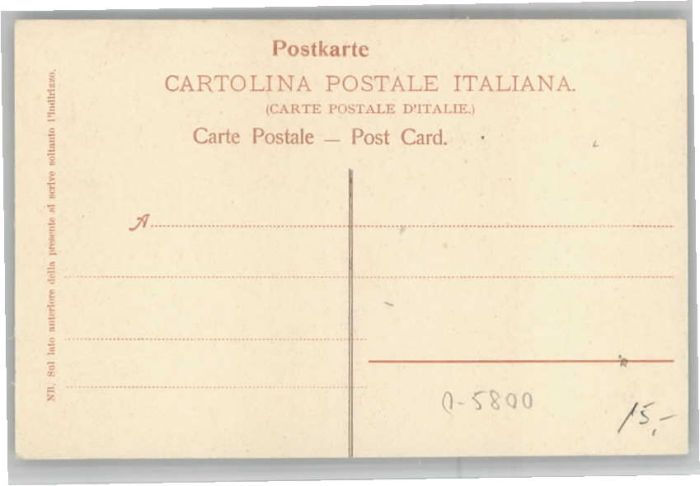 Postkarte
CARTOLINA POSTALE ITALIANA.
(CARTE POSTALE D'ITALIE.)
Carte Postale — Post Card.
A
NB. Sul lato anteriore della presente si scrive soltanto l'indirizzo.
0-5800
15,-